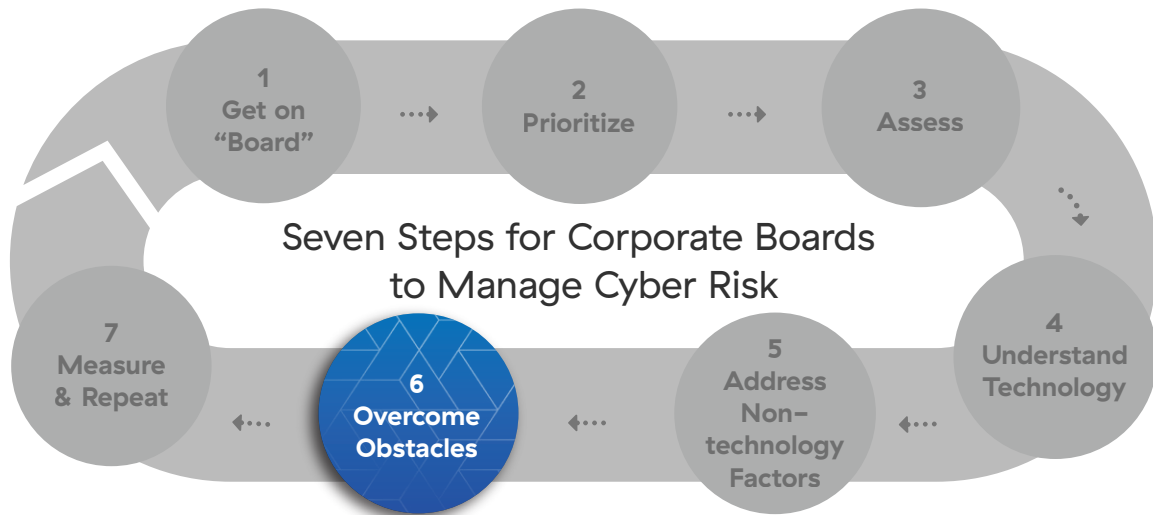 1
Get on
“Board”
2
Prioritize
3
Assess
Seven Steps for Corporate Boards
to Manage Cyber Risk
4
Understand
Technology
5
Address
Non–
technology
Factors
6
Overcome
Obstacles
7
Measure
& Repeat